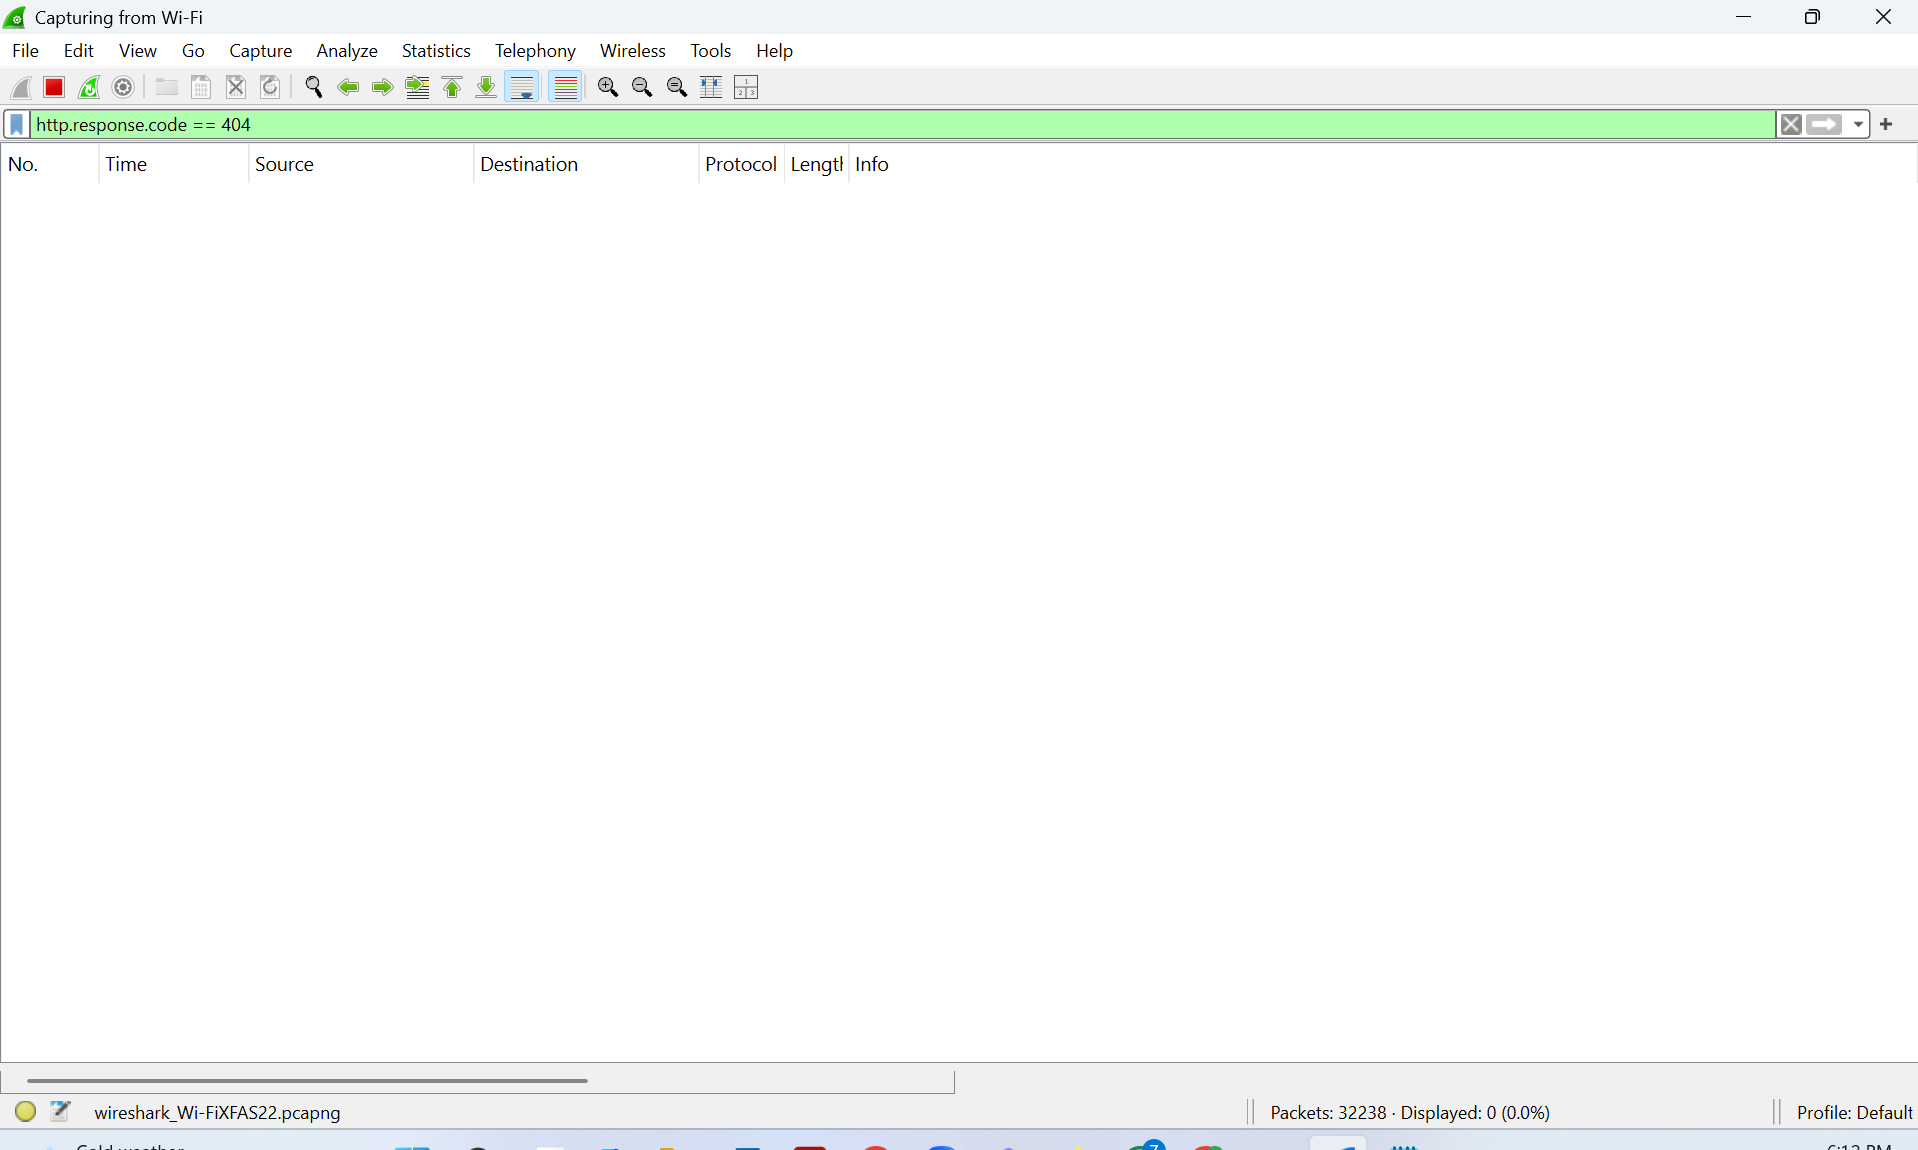 Capturing from Wi-Fi
File Edit View Go Capture Analyze Statistics Telephony Wireless Tools Help
http.response.code == 404
No. Time Source Destination Protocol Lengtl Info
wireshark_Wi-FiXFAS22.pcapng Packets: 32238 · Displayed: 0 (0.0%) Profile: Default